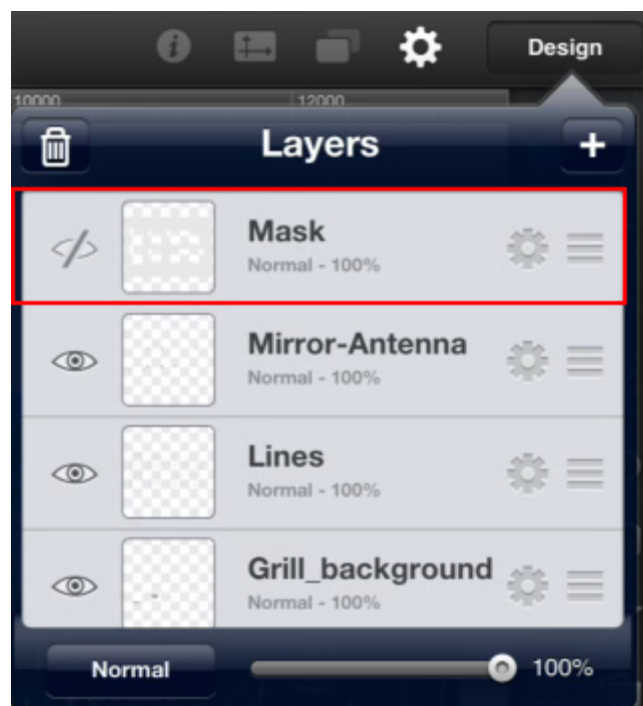 Design
10000 12000
Layers
+
Mask
Normal - 100%
Mirror-Antenna
Normal - 100%
Lines
Normal - 100%
Grill_background
Normal - 100%
Normal 100%